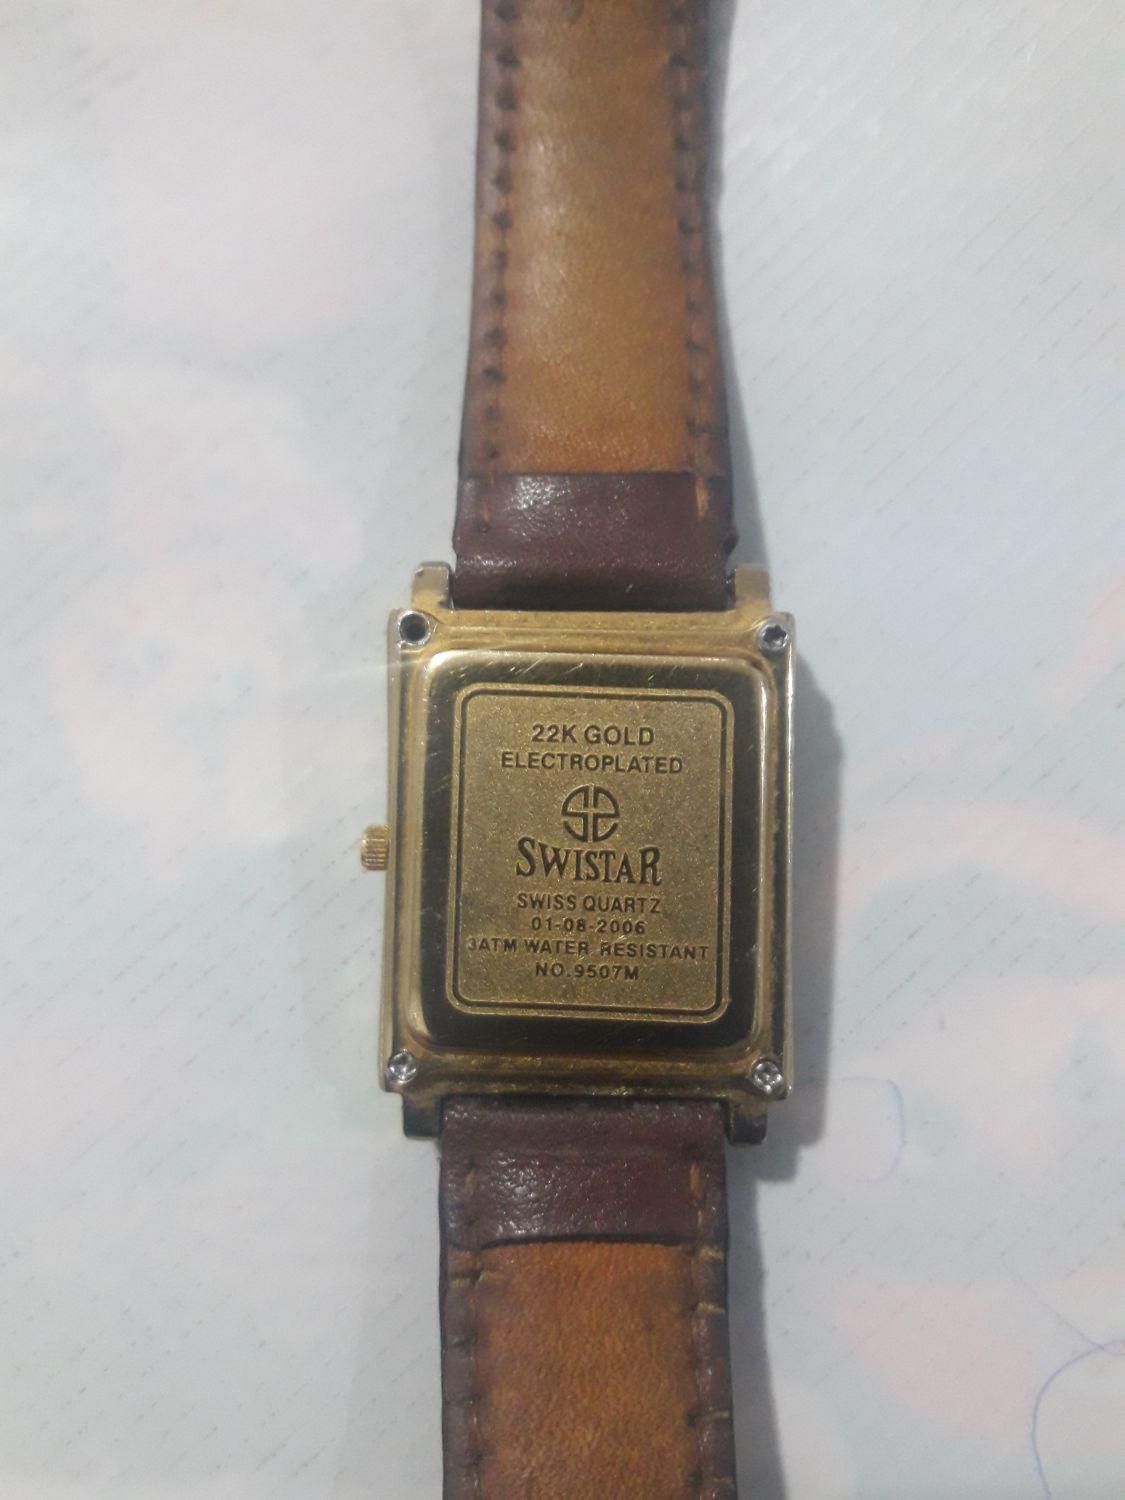 22K GOLD
ELECTROPLATED
SWISTAR
SWISS QUARTZ
01-08-2006
3ATM WATER RESISTANT
NO.9507M